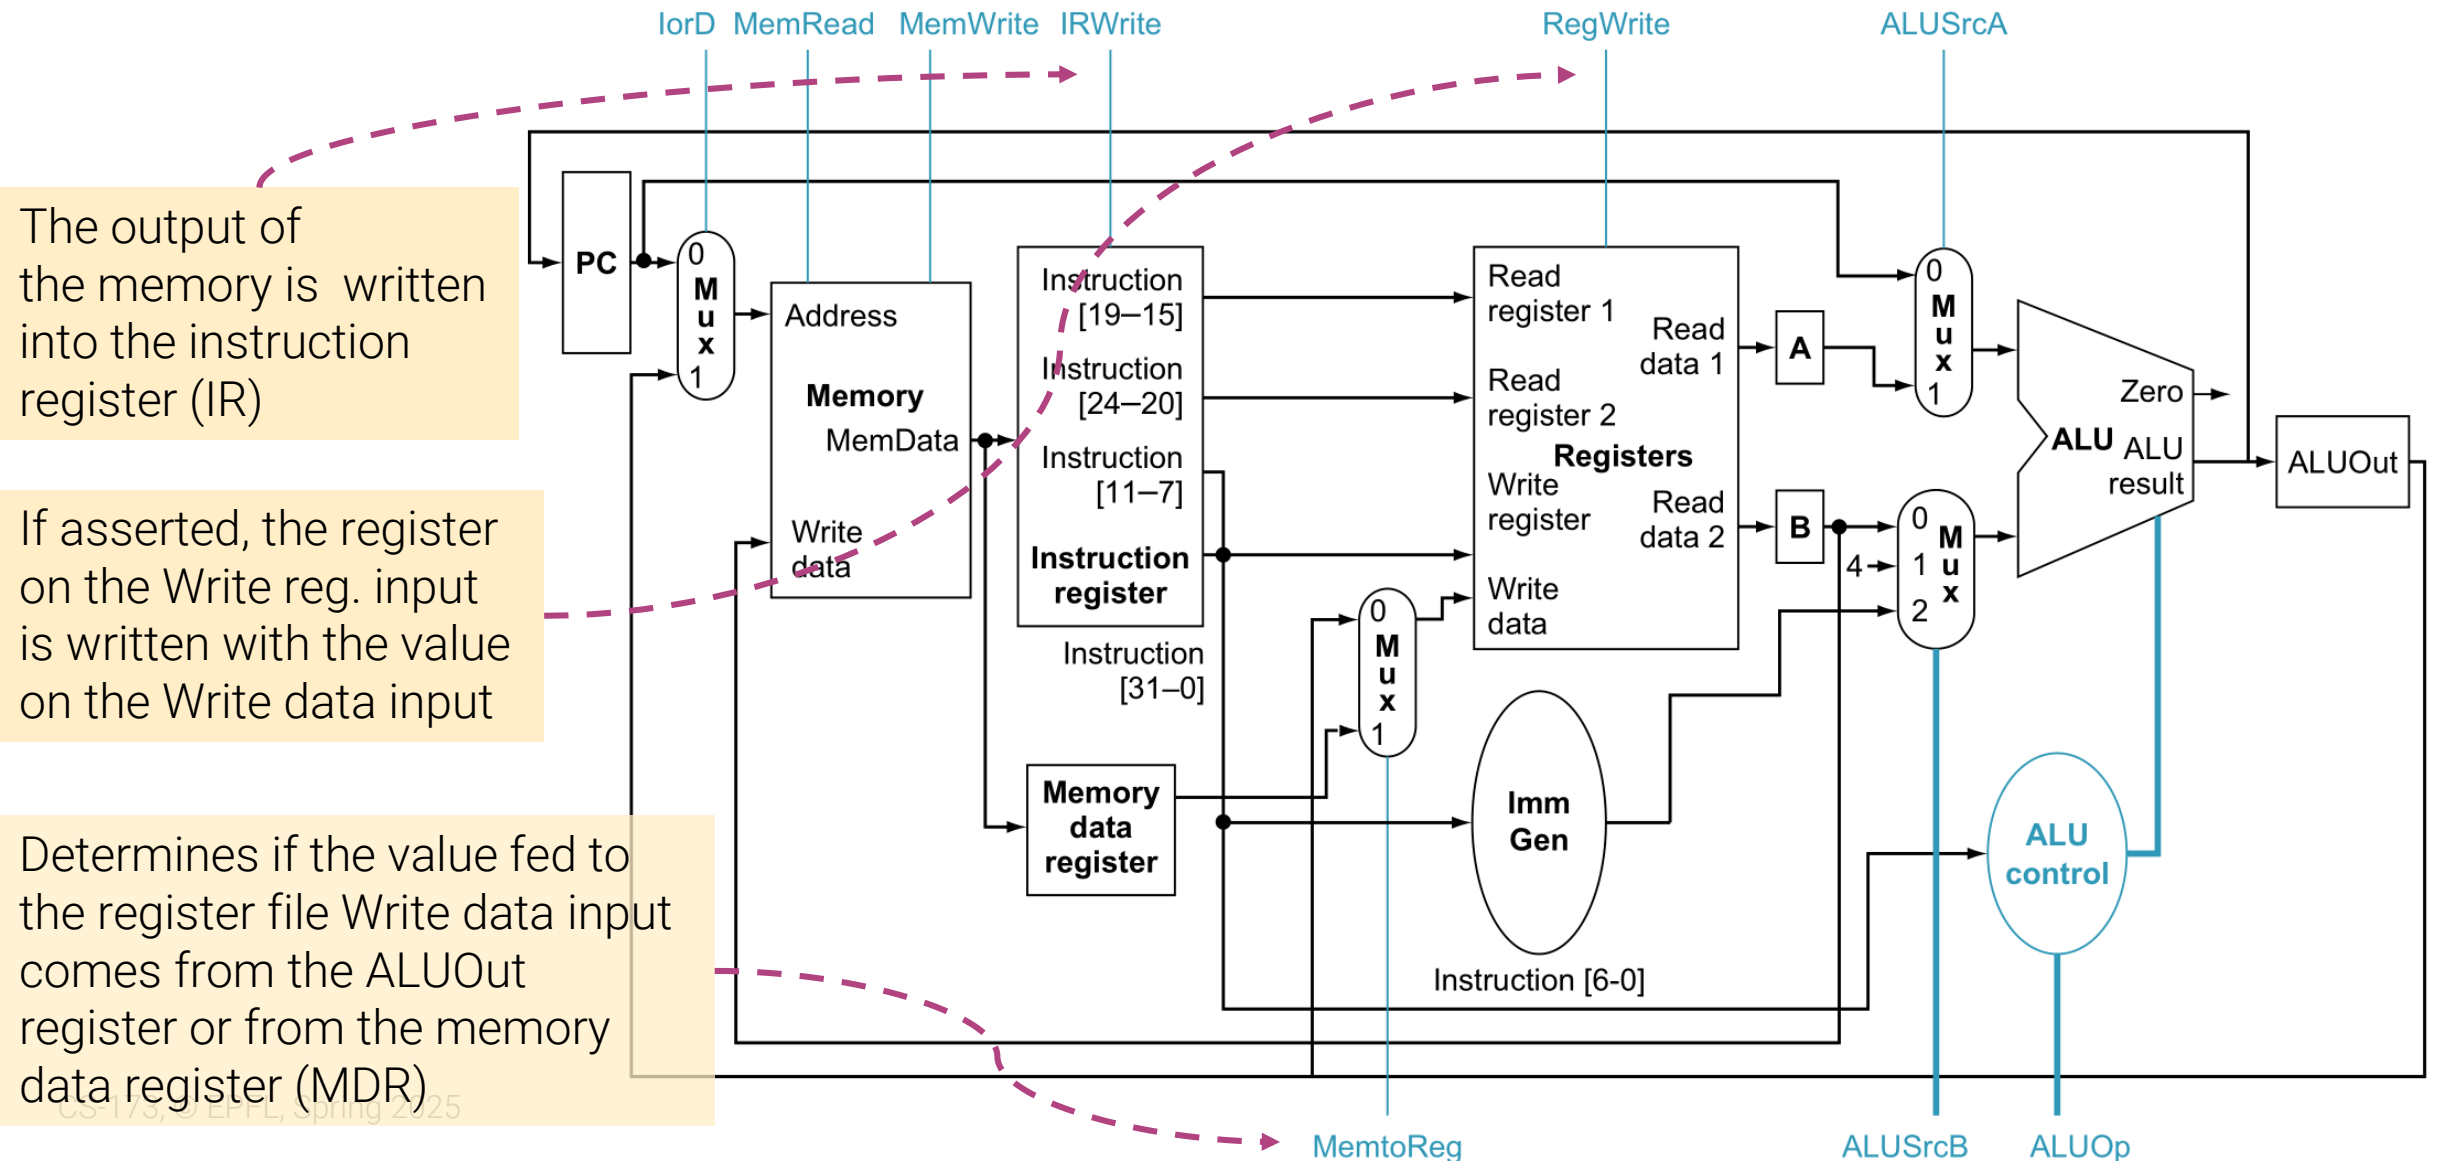 IorD MemRead MemWrite IRWrite RegWrite ALUSrcA
The output of
the memory is written
into the instruction
register (IR)
If asserted, the register
on the Write reg. input
is written with the value
on the Write data input
Determines if the value fed to
the register file Write data input
comes from the ALUOut
register or from the memory
data register (MDR)
CS-173, © EPFL, Spring 2025
PC
0
M
u
x
1
Address
Memory
MemData
Write
data
Instruction
[19–15]
Instruction
[24–20]
Instruction
[11–7]
Instruction
register
Instruction
[31–0]
Memory
data
register
0
M
u
x
1
Read
register 1
Read
register 2
Registers
Write
register
Write
data
Read
data 1
Read
data 2
Imm
Gen
Instruction [6-0]
A
B
4
0
M
u
x
1
0
1
2
M
u
x
Zero
ALU
ALU
result
ALUOut
ALU
control
MemtoReg ALUSrcB ALUOp